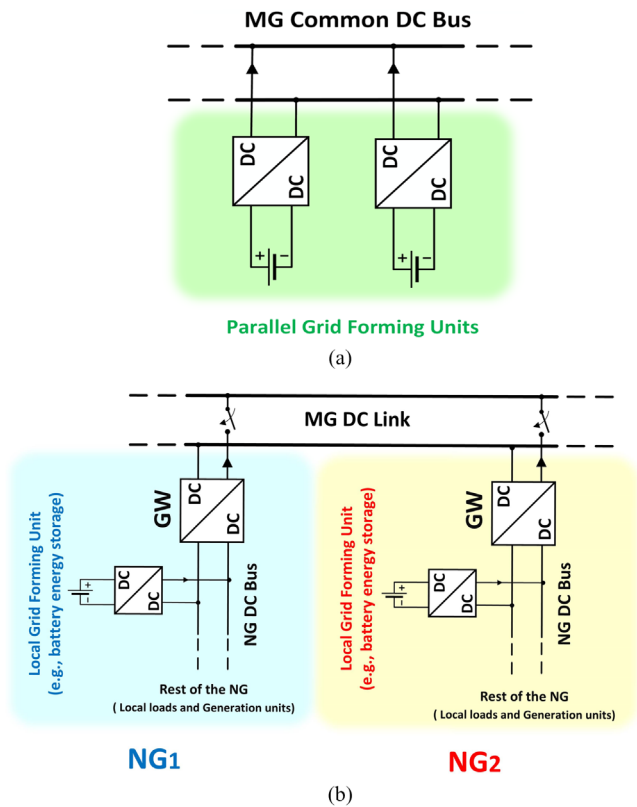 MG Common DC Bus
DC
DC
DC
DC
+ −
+ −
Parallel Grid Forming Units
(a)
MG DC Link
Local Grid Forming Unit
(e.g., battery energy storage)
GW
DC
DC
DC
DC
+
−
NG DC Bus
Rest of the NG
( Local loads and Generation units)
Local Grid Forming Unit
(e.g., battery energy storage)
GW
DC
DC
DC
DC
+
−
NG DC Bus
Rest of the NG
( Local loads and Generation units)
NG1
NG2
(b)